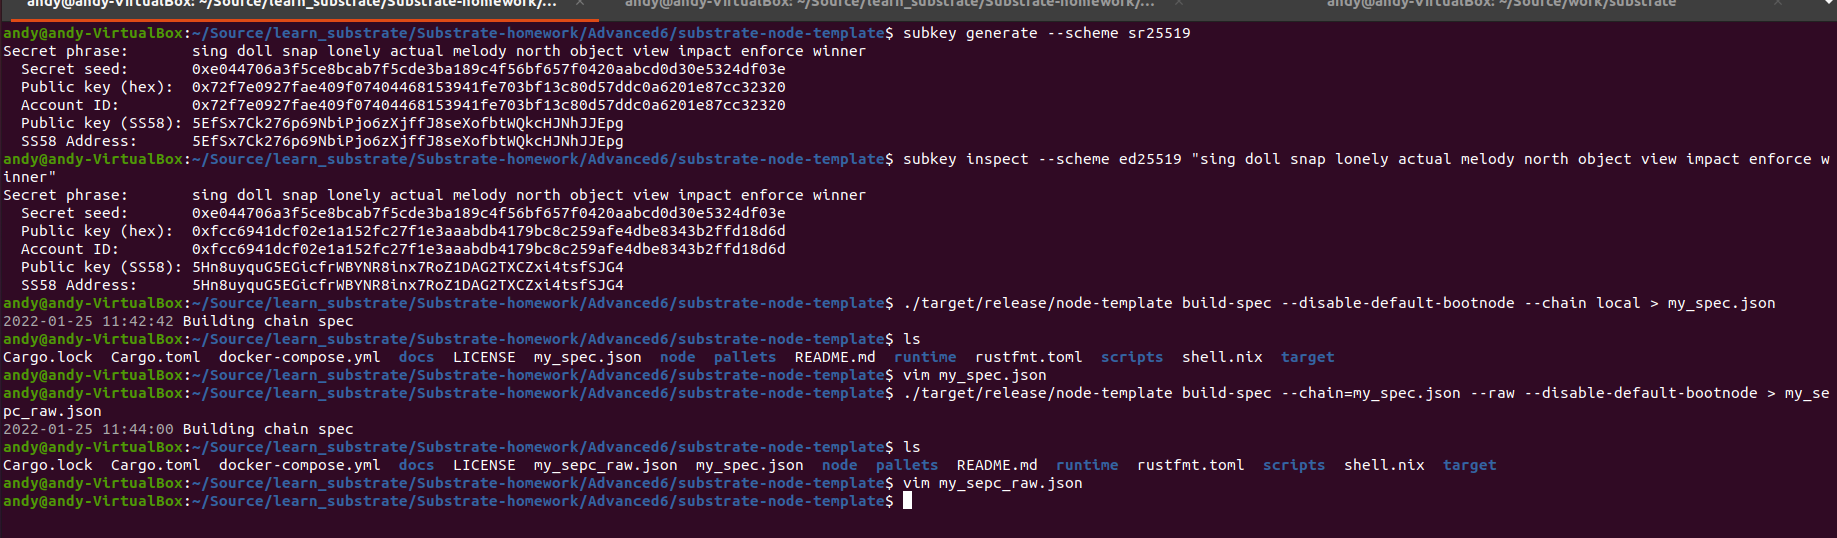 andy@andy-VirtualBox: ~/Source/learn_substrate/Substrate-homework/... × andy@andy-VirtualBox: ~/Source/learn_substrate/Substrate-homework/... × andy@andy-VirtualBox: ~/Source/work/substrate ×
andy@andy-VirtualBox:~/Source/learn_substrate/Substrate-homework/Advanced6/substrate-node-template$ subkey generate --scheme sr25519
Secret phrase:       sing doll snap lonely actual melody north object view impact enforce winner
  Secret seed:       0xe044706a3f5ce8bcab7f5cde3ba189c4f56bf657f0420aabcd0d30e5324df03e
  Public key (hex):  0x72f7e0927fae409f07404468153941fe703bf13c80d57ddc0a6201e87cc32320
  Account ID:        0x72f7e0927fae409f07404468153941fe703bf13c80d57ddc0a6201e87cc32320
  Public key (SS58): 5EfSx7Ck276p69NbiPjo6zXjffJ8seXofbtWQkcHJNhJJEpg
  SS58 Address:      5EfSx7Ck276p69NbiPjo6zXjffJ8seXofbtWQkcHJNhJJEpg
andy@andy-VirtualBox:~/Source/learn_substrate/Substrate-homework/Advanced6/substrate-node-template$ subkey inspect --scheme ed25519 "sing doll snap lonely actual melody north object view impact enforce w
inner"
Secret phrase:       sing doll snap lonely actual melody north object view impact enforce winner
  Secret seed:       0xe044706a3f5ce8bcab7f5cde3ba189c4f56bf657f0420aabcd0d30e5324df03e
  Public key (hex):  0xfcc6941dcf02e1a152fc27f1e3aaabdb4179bc8c259afe4dbe8343b2ffd18d6d
  Account ID:        0xfcc6941dcf02e1a152fc27f1e3aaabdb4179bc8c259afe4dbe8343b2ffd18d6d
  Public key (SS58): 5Hn8uyquG5EGicfrWBYNR8inx7RoZ1DAG2TXCZxi4tsfSJG4
  SS58 Address:      5Hn8uyquG5EGicfrWBYNR8inx7RoZ1DAG2TXCZxi4tsfSJG4
andy@andy-VirtualBox:~/Source/learn_substrate/Substrate-homework/Advanced6/substrate-node-template$ ./target/release/node-template build-spec --disable-default-bootnode --chain local > my_spec.json
2022-01-25 11:42:42 Building chain spec
andy@andy-VirtualBox:~/Source/learn_substrate/Substrate-homework/Advanced6/substrate-node-template$ ls
Cargo.lock  Cargo.toml  docker-compose.yml  docs  LICENSE  my_spec.json  node  pallets  README.md  runtime  rustfmt.toml  scripts  shell.nix  target
andy@andy-VirtualBox:~/Source/learn_substrate/Substrate-homework/Advanced6/substrate-node-template$ vim my_spec.json
andy@andy-VirtualBox:~/Source/learn_substrate/Substrate-homework/Advanced6/substrate-node-template$ ./target/release/node-template build-spec --chain=my_spec.json --raw --disable-default-bootnode > my_se
pc_raw.json
2022-01-25 11:44:00 Building chain spec
andy@andy-VirtualBox:~/Source/learn_substrate/Substrate-homework/Advanced6/substrate-node-template$ ls
Cargo.lock  Cargo.toml  docker-compose.yml  docs  LICENSE  my_sepc_raw.json  my_spec.json  node  pallets  README.md  runtime  rustfmt.toml  scripts  shell.nix  target
andy@andy-VirtualBox:~/Source/learn_substrate/Substrate-homework/Advanced6/substrate-node-template$ vim my_sepc_raw.json
andy@andy-VirtualBox:~/Source/learn_substrate/Substrate-homework/Advanced6/substrate-node-template$